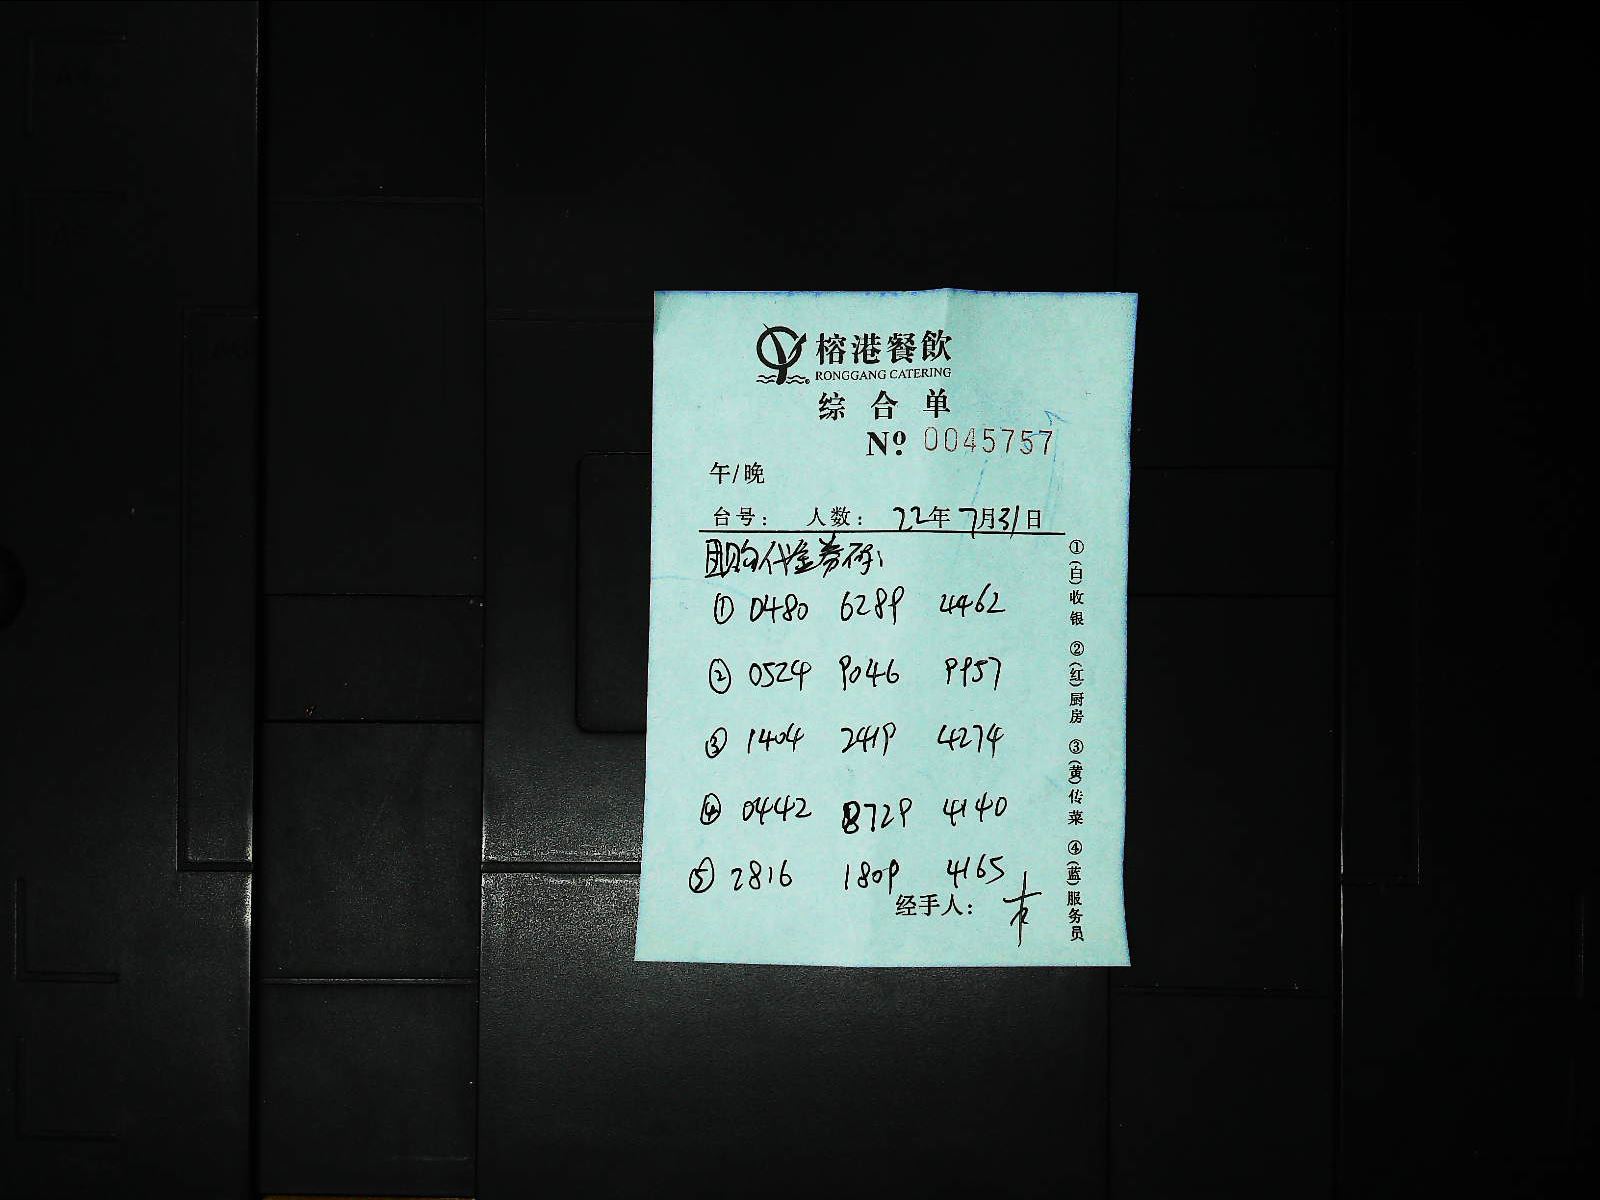 榕港餐飲
RONGGANG CATERING
综合单
Nº 0045757
午/晚
台号： 人数： 22年7月31日
团购代金券码：
① 0480 6289 4462
② 0524 9046 9957
③ 1404 2419 4274
④ 0442 8729 4140
⑤ 2816 1809 4165
经手人：
①(白)收银 ②(红)厨房 ③(黄)传菜 ④(蓝)服务员